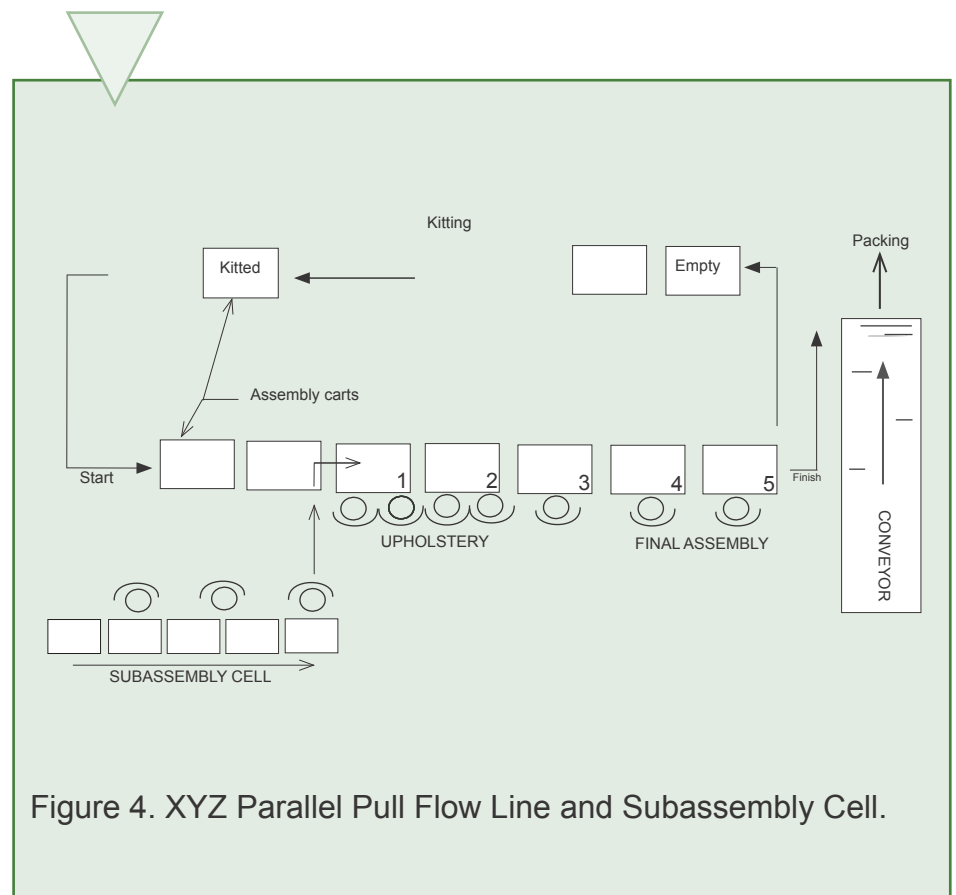 Kitting
Packing
Kitted
Empty
Assembly carts
Start
1
2
3
4
5
Finish
UPHOLSTERY
FINAL ASSEMBLY
CONVEYOR
SUBASSEMBLY CELL
Figure 4. XYZ Parallel Pull Flow Line and Subassembly Cell.